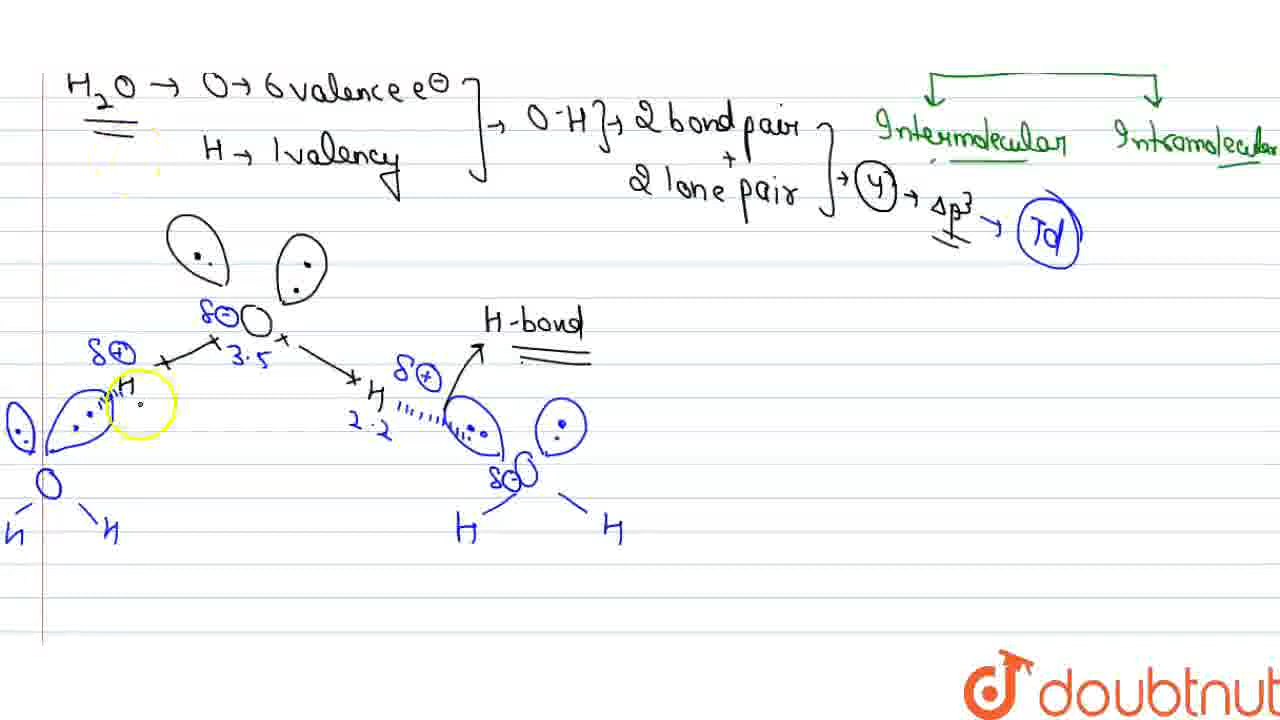 H₂O → O → 6 valence e⊖
H → 1 valency
→ O-H } → 2 bond pair
+
2 lone pair
→ 4 → sp³ → Td
Intermolecular Intramolecular
δ⊖ O
3.5
δ⊕
H
H δ⊕
2.2
H-bond
O
H H
δ⊖ O
H H
doubtnut